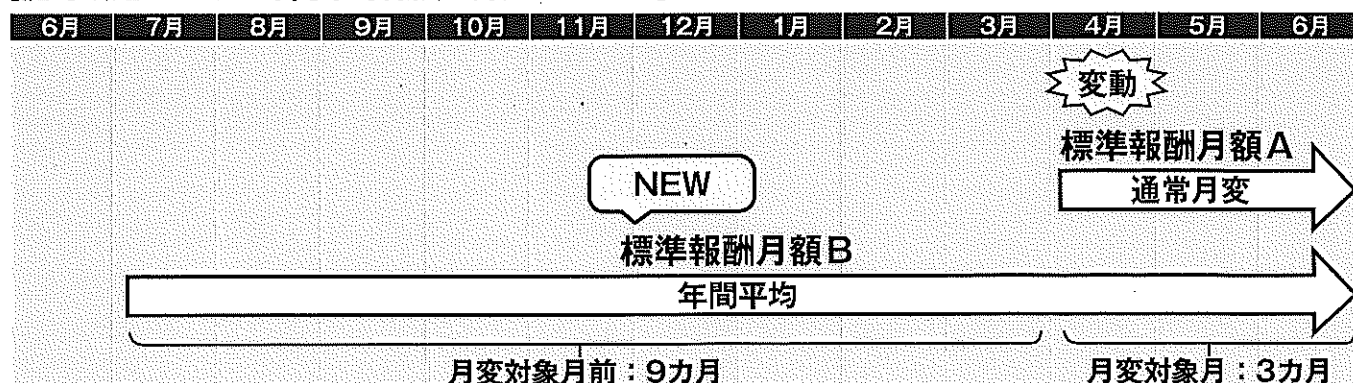 6月 7月 8月 9月 10月 11月 12月 1月 2月 3月 4月 5月 6月
変動
標準報酬月額A
通常月変
NEW
標準報酬月額B
年間平均
月変対象月前：9カ月 月変対象月：3カ月